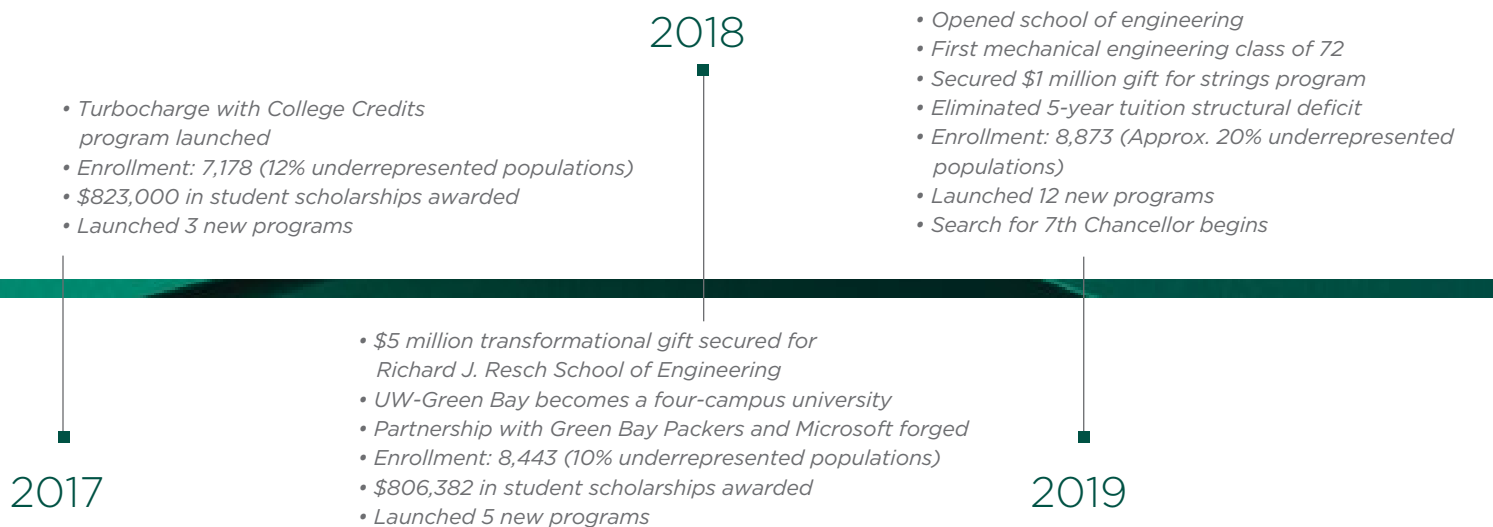 2017
• Turbocharge with College Credits
program launched
• Enrollment: 7,178 (12% underrepresented populations)
• $823,000 in student scholarships awarded
• Launched 3 new programs
2018
• $5 million transformational gift secured for
Richard J. Resch School of Engineering
• UW-Green Bay becomes a four-campus university
• Partnership with Green Bay Packers and Microsoft forged
• Enrollment: 8,443 (10% underrepresented populations)
• $806,382 in student scholarships awarded
• Launched 5 new programs
2019
• Opened school of engineering
• First mechanical engineering class of 72
• Secured $1 million gift for strings program
• Eliminated 5-year tuition structural deficit
• Enrollment: 8,873 (Approx. 20% underrepresented
populations)
• Launched 12 new programs
• Search for 7th Chancellor begins